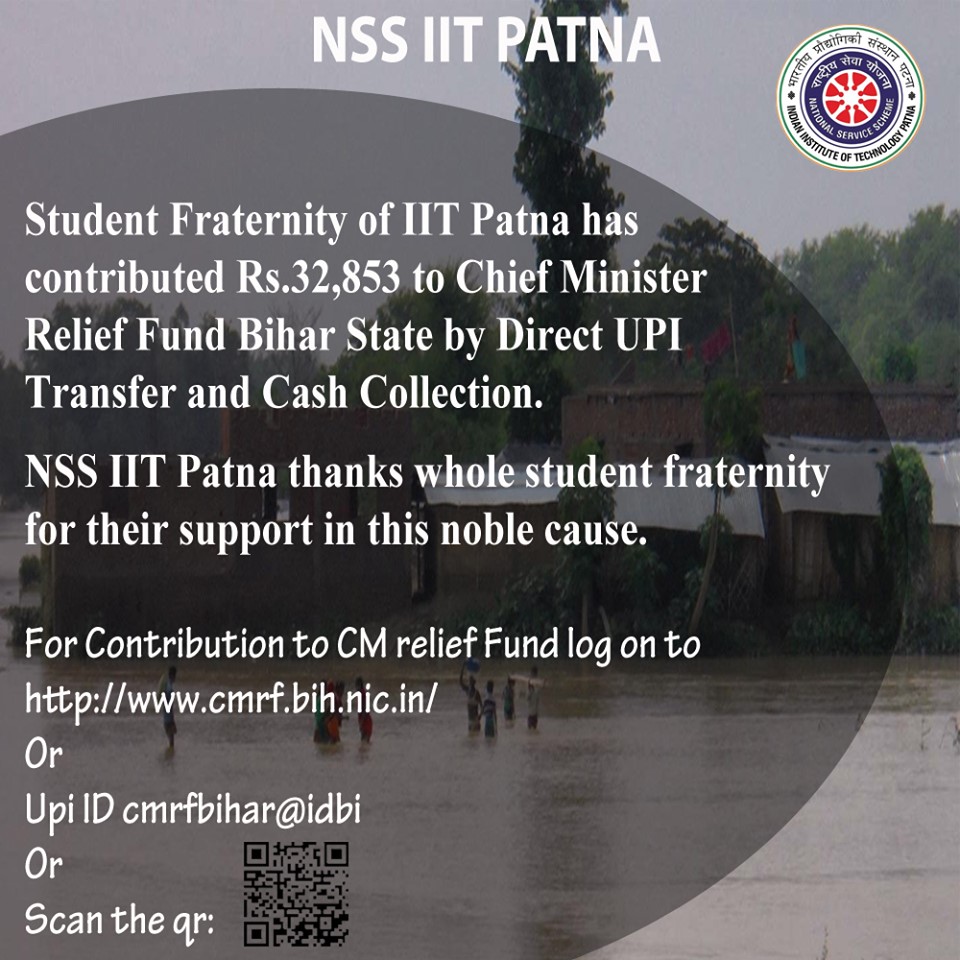 NSS IIT PATNA
भारतीय प्रौद्योगिकी संस्थान पटना
राष्ट्रीय सेवा योजना
NATIONAL SERVICE SCHEME
INDIAN INSTITUTE OF TECHNOLOGY PATNA
Student Fraternity of IIT Patna has
contributed Rs.32,853 to Chief Minister
Relief Fund Bihar State by Direct UPI
Transfer and Cash Collection.
NSS IIT Patna thanks whole student fraternity
for their support in this noble cause.
For Contribution to CM relief Fund log on to
http://www.cmrf.bih.nic.in/
Or
Upi ID cmrfbihar@idbi
Or
Scan the qr: